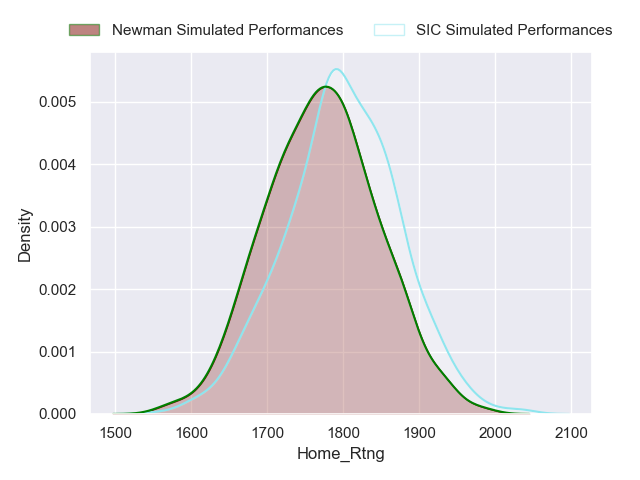 Newman Simulated Performances SIC Simulated Performances
0.005
0.004
0.003
0.002
0.001
0.000
Density
1500 1600 1700 1800 1900 2000 2100
Home_Rtng